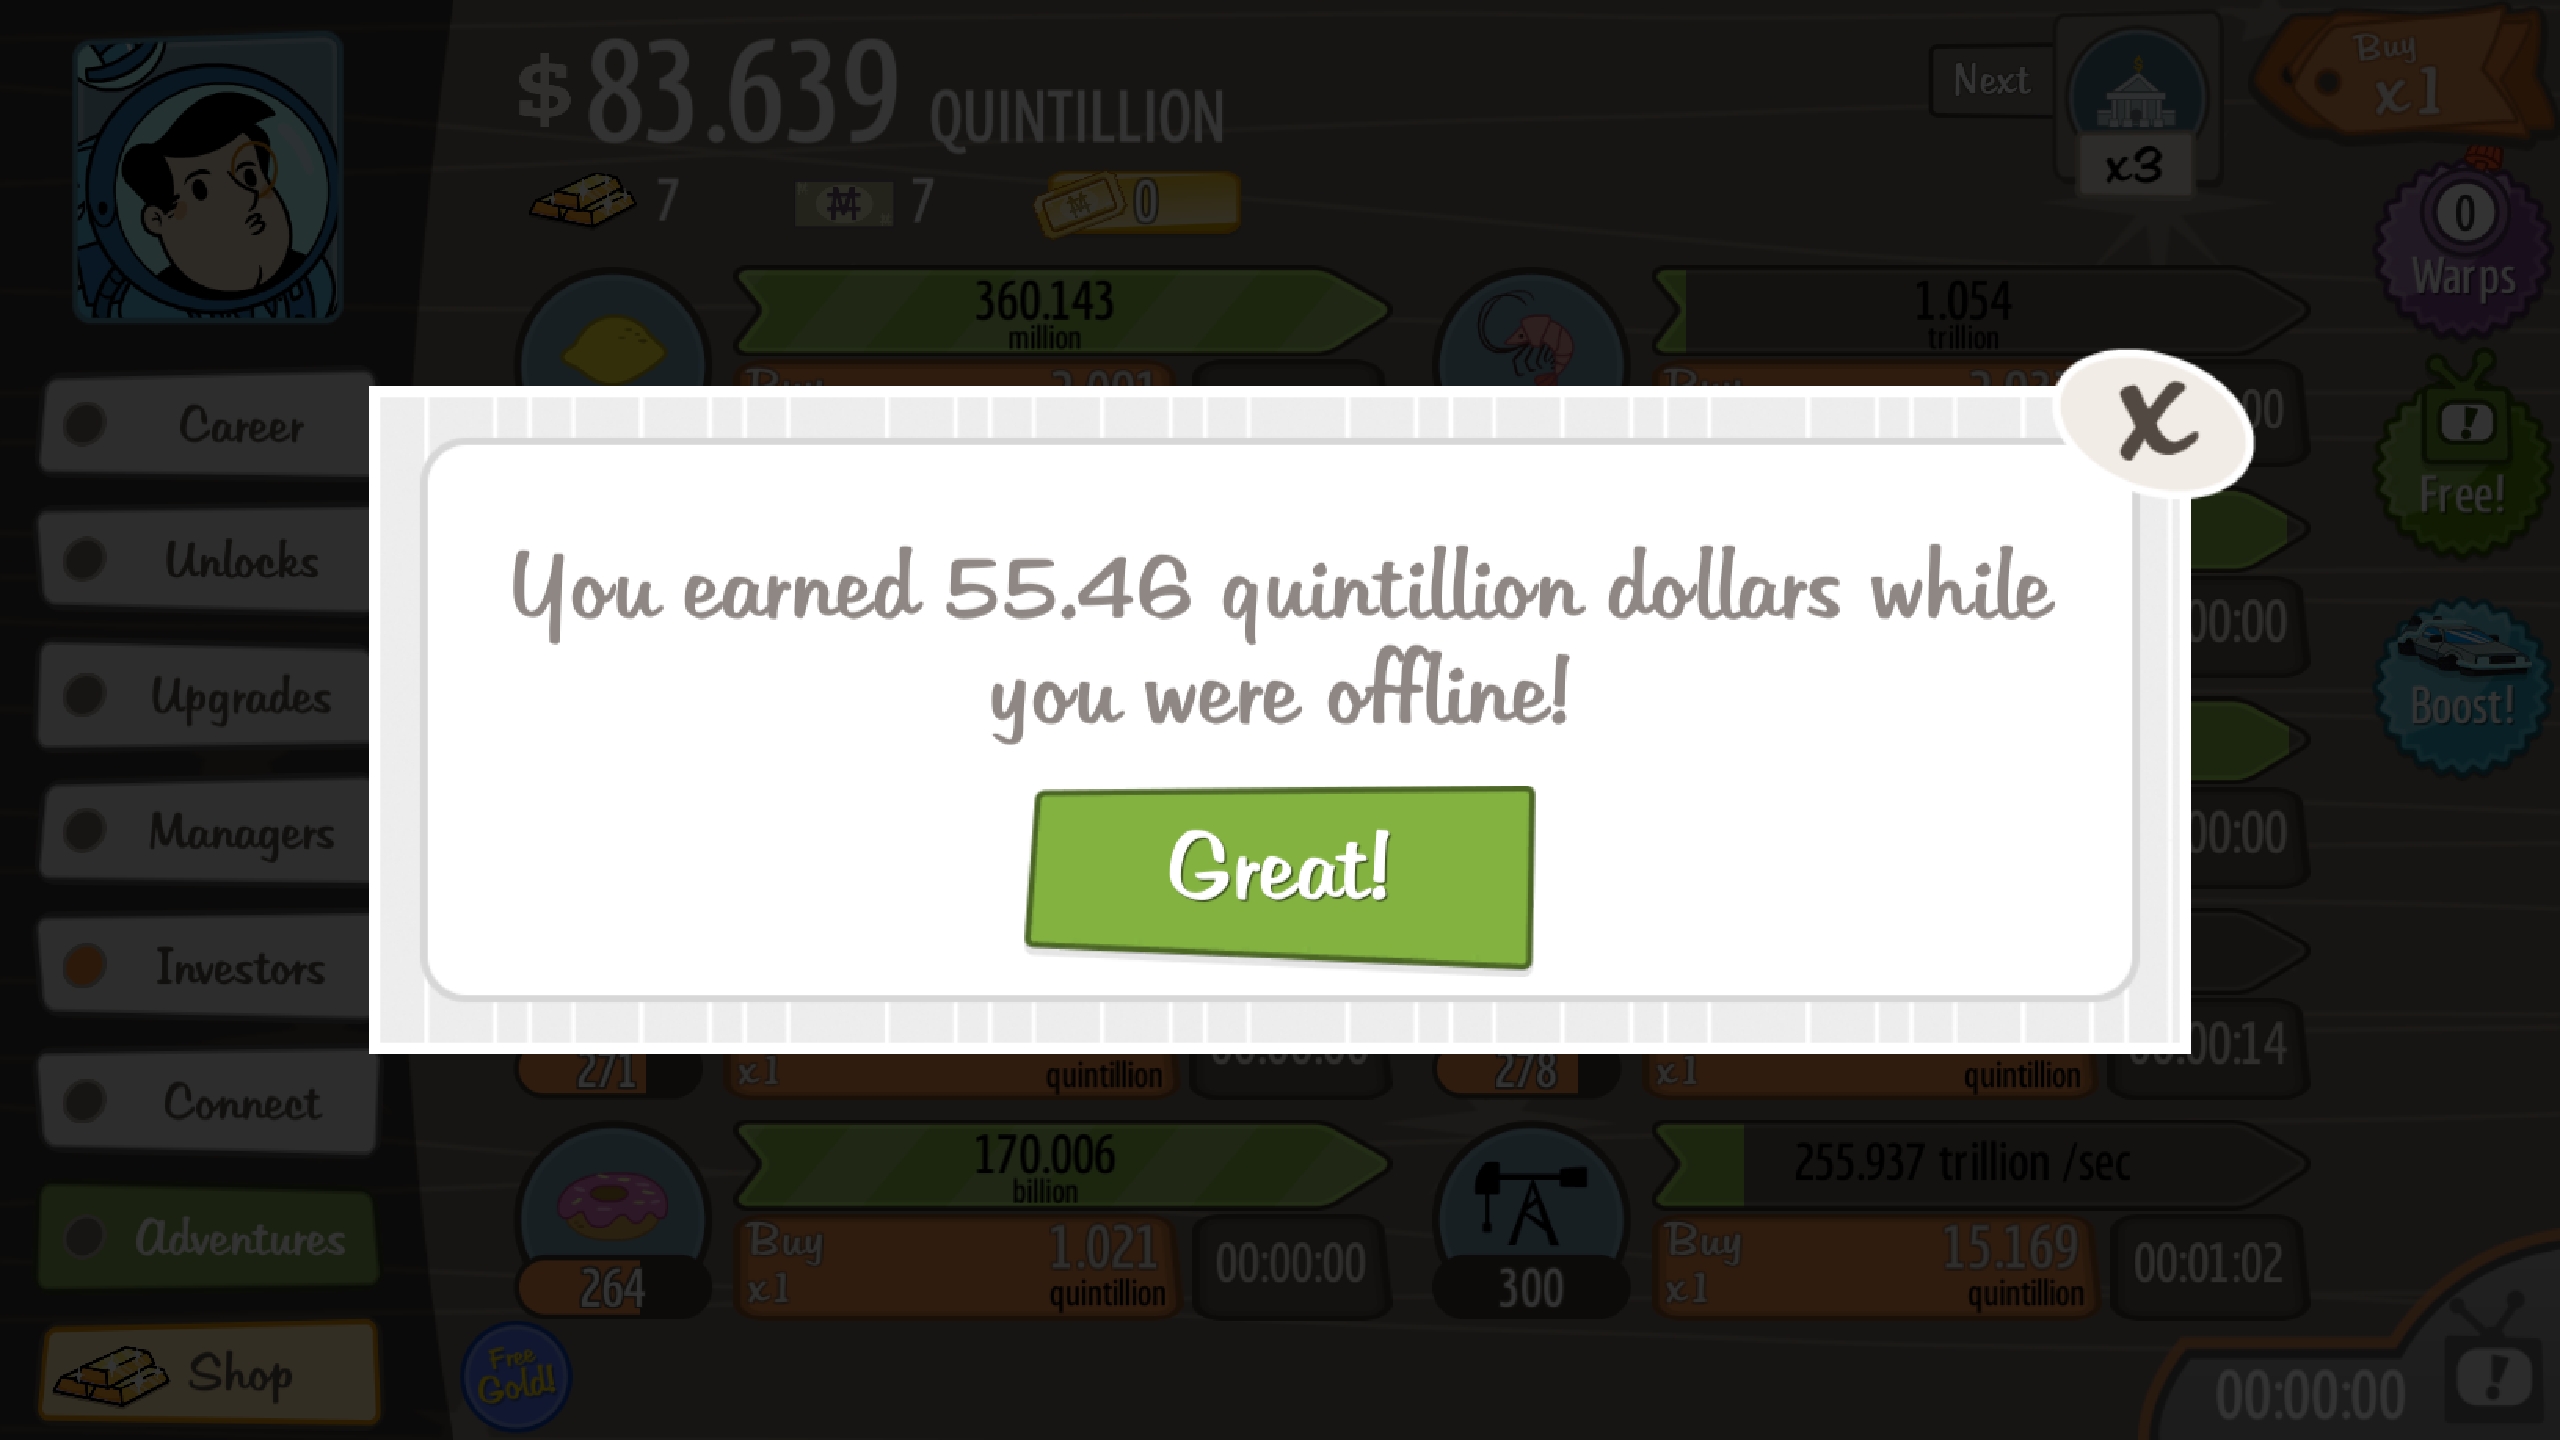 $83.639 QUINTILLION
7
7
0
Next
x3
Buy
x1
0
Warps
Free!
Boost!
Career
Unlocks
Upgrades
Managers
Investors
Connect
Adventures
Shop
Free
Gold!
360.143
million
Buy
1.054
trillion
Buy
00
00:00
00:00
You earned 55.46 quintillion dollars while
you were offline!
Great!
X
271
x1
quintillion
278
x1
quintillion
00:14
170.006
billion
264
Buy
x1
1.021
quintillion
00:00:00
255.937 trillion /sec
300
Buy
x1
15.169
quintillion
00:01:02
00:00:00